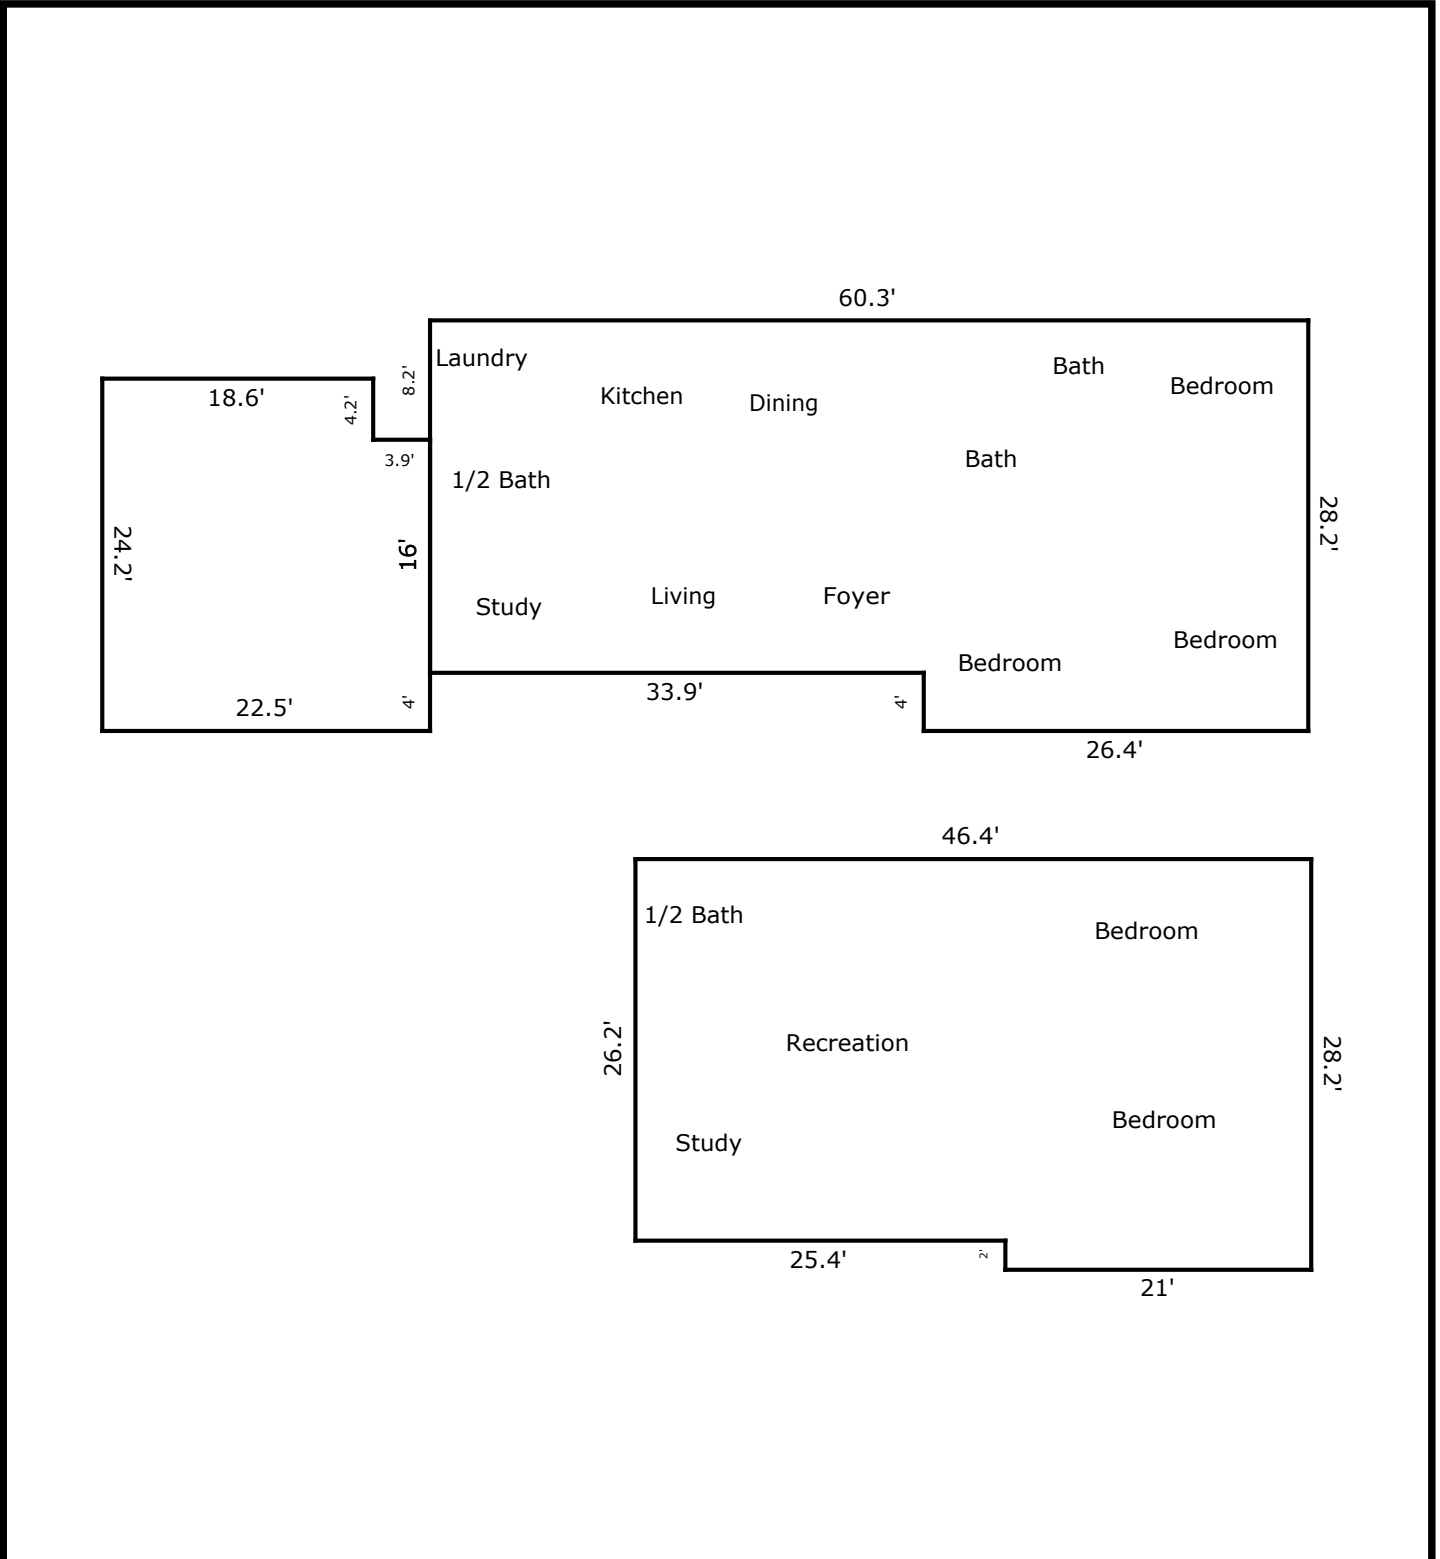 60.3'
Laundry
8.2'
Bath
Bedroom
18.6'
4.2'
Kitchen
Dining
3.9'
1/2 Bath
Bath
24.2'
16'
28.2'
Study
Living
Foyer
Bedroom
Bedroom
22.5'
4'
33.9'
4'
26.4'
46.4'
1/2 Bath
Bedroom
26.2'
Recreation
28.2'
Study
Bedroom
25.4'
2'
21'